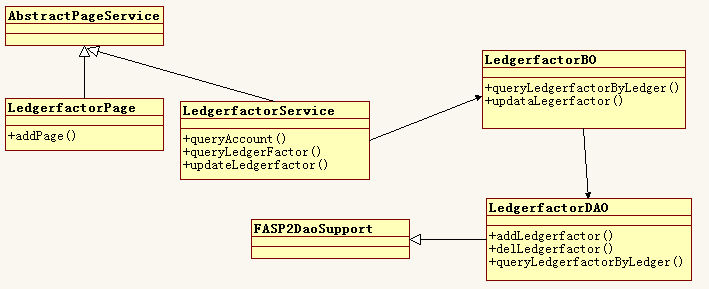 AbstractPageService
LedgerfactorPage
+addPage()
LedgerfactorService
+queryAccount()
+queryLedgerFactor()
+updateLedgerfactor()
LedgerfactorBO
+queryLedgerfactorByLedger()
+updataLegerfactor()
FASP2DaoSupport
LedgerfactorDAO
+addLedgerfactor()
+delLedgerfactor()
+queryLedgerfactorByLedger()